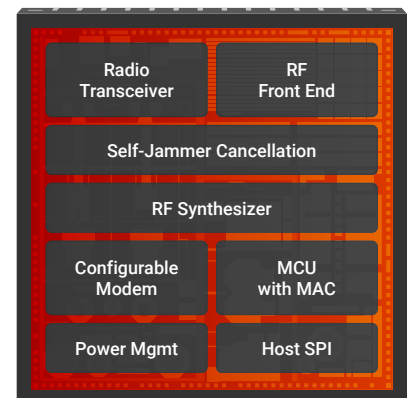 Radio
Transceiver
RF
Front End
Self-Jammer Cancellation
RF Synthesizer
Configurable
Modem
MCU
with MAC
Power Mgmt
Host SPI